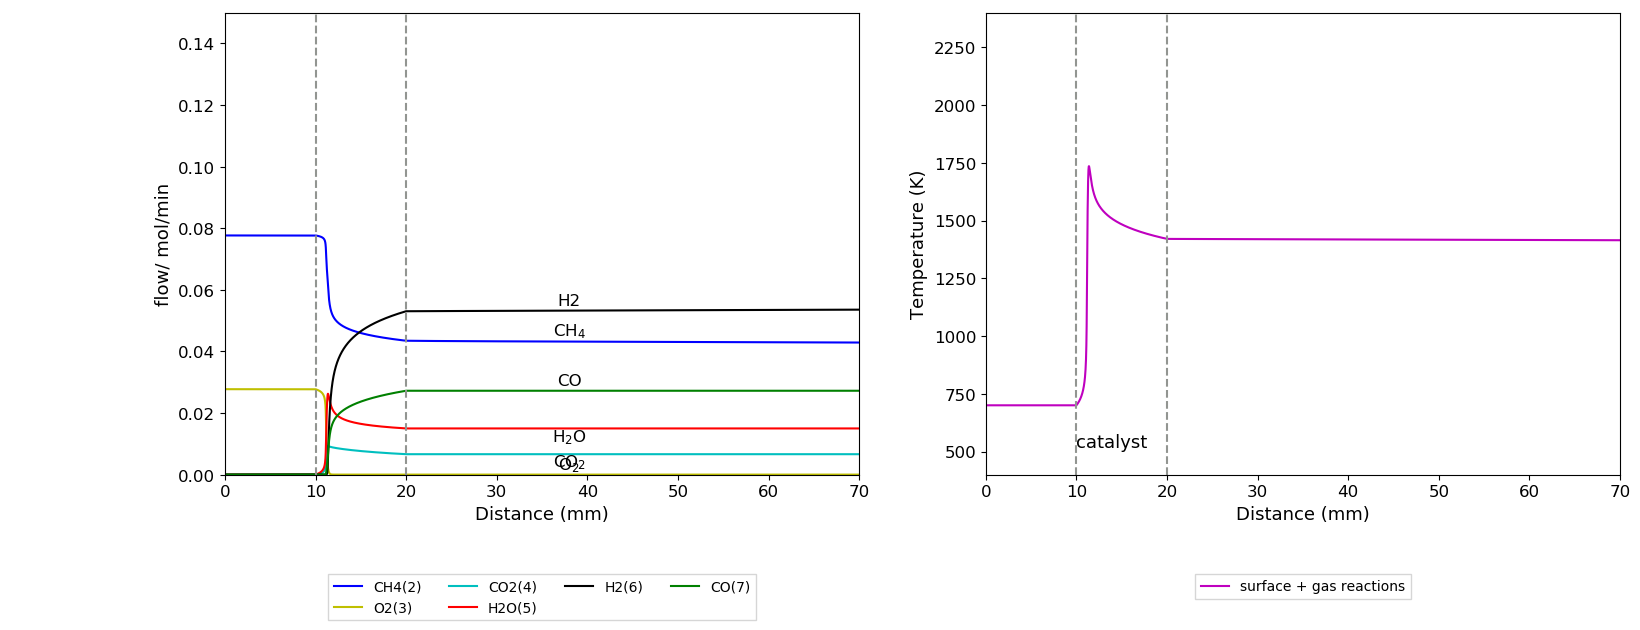 0.14
0.12
0.10
0.08
0.06
0.04
0.02
0.00
flow/ mol/min
H2
CH₄
CO
H₂O
CO₂
O₂
0 10 20 30 40 50 60 70
Distance (mm)
CH4(2) CO2(4) H2(6) CO(7)
O2(3) H2O(5)
2250
2000
1750
1500
1250
1000
750
500
Temperature (K)
catalyst
0 10 20 30 40 50 60 70
Distance (mm)
surface + gas reactions